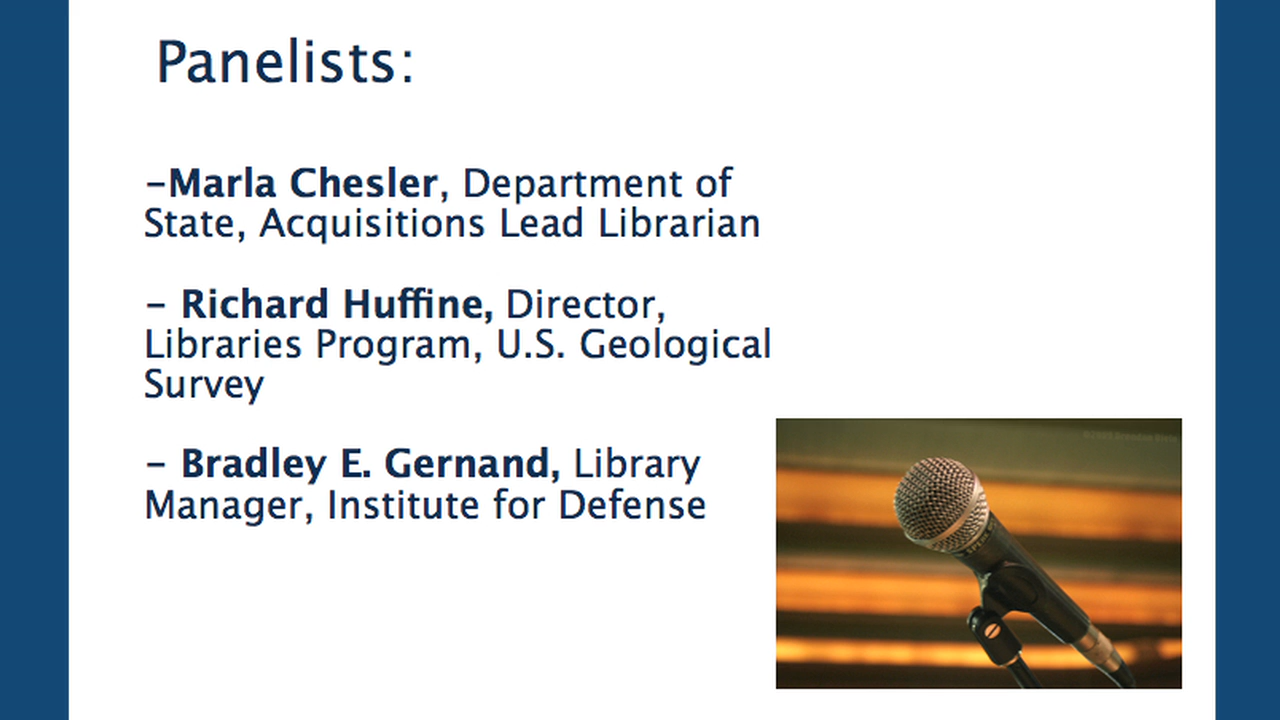 Panelists:
-Marla Chesler, Department of
State, Acquisitions Lead Librarian
- Richard Huffine, Director,
Libraries Program, U.S. Geological
Survey
- Bradley E. Gernand, Library
Manager, Institute for Defense